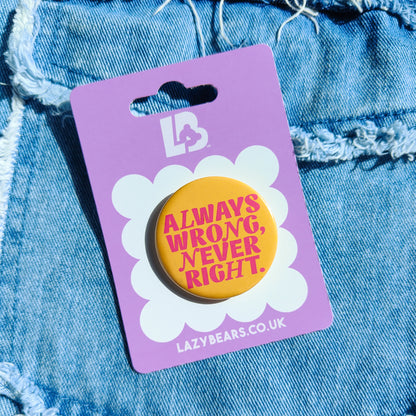 LB
ALWAYS
WRONG,
NEVER
RIGHT.
LAZYBEARS.CO.UK